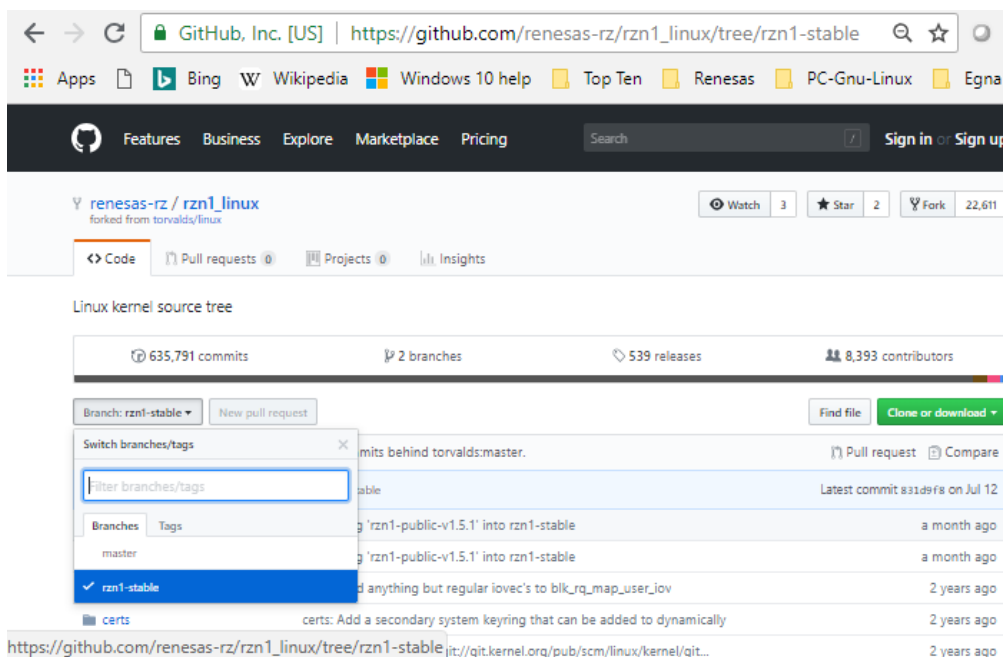 GitHub, Inc. [US] | https://github.com/renesas-rz/rzn1_linux/tree/rzn1-stable
Apps Bing W Wikipedia Windows 10 help Top Ten Renesas PC-Gnu-Linux Egna
Features Business Explore Marketplace Pricing Search / Sign in or Sign up
renesas-rz / rzn1_linux Watch 3 Star 2 Fork 22,611
forked from torvalds/linux
<> Code Pull requests 0 Projects 0 Insights
Linux kernel source tree
635,791 commits 2 branches 539 releases 8,393 contributors
Branch: rzn1-stable New pull request Find file Clone or download
Switch branches/tags × mits behind torvalds:master. Pull request Compare
Filter branches/tags able Latest commit 831d9f8 on Jul 12
Branches Tags g 'rzn1-public-v1.5.1' into rzn1-stable a month ago
master g 'rzn1-public-v1.5.1' into rzn1-stable a month ago
rzn1-stable d anything but regular iovec's to blk_rq_map_user_iov 2 years ago
certs certs: Add a secondary system keyring that can be added to dynamically 2 years ago
https://github.com/renesas-rz/rzn1_linux/tree/rzn1-stable git://git.kernel.org/pub/scm/linux/kernel/git... 2 years ago